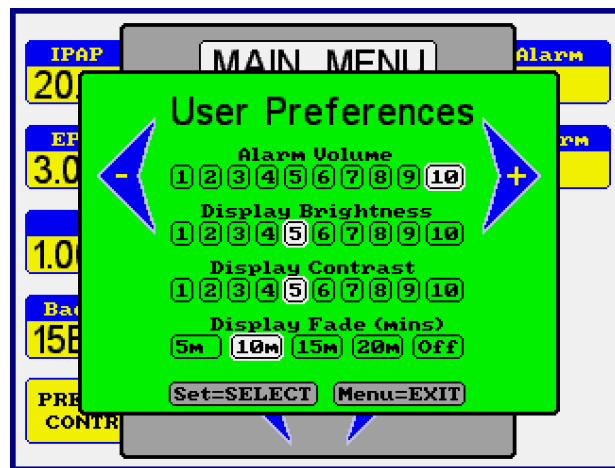 IPAP
20.
MAIN MENU
Alarm
User Preferences
EP
3.0
-
+
Alarm Volume
1 2 3 4 5 6 7 8 9 10
Display Brightness
1 2 3 4 5 6 7 8 9 10
1.00
Display Contrast
1 2 3 4 5 6 7 8 9 10
Bac
15B
Display Fade (mins)
5m 10m 15m 20m Off
PRE
CONTR
Set=SELECT Menu=EXIT